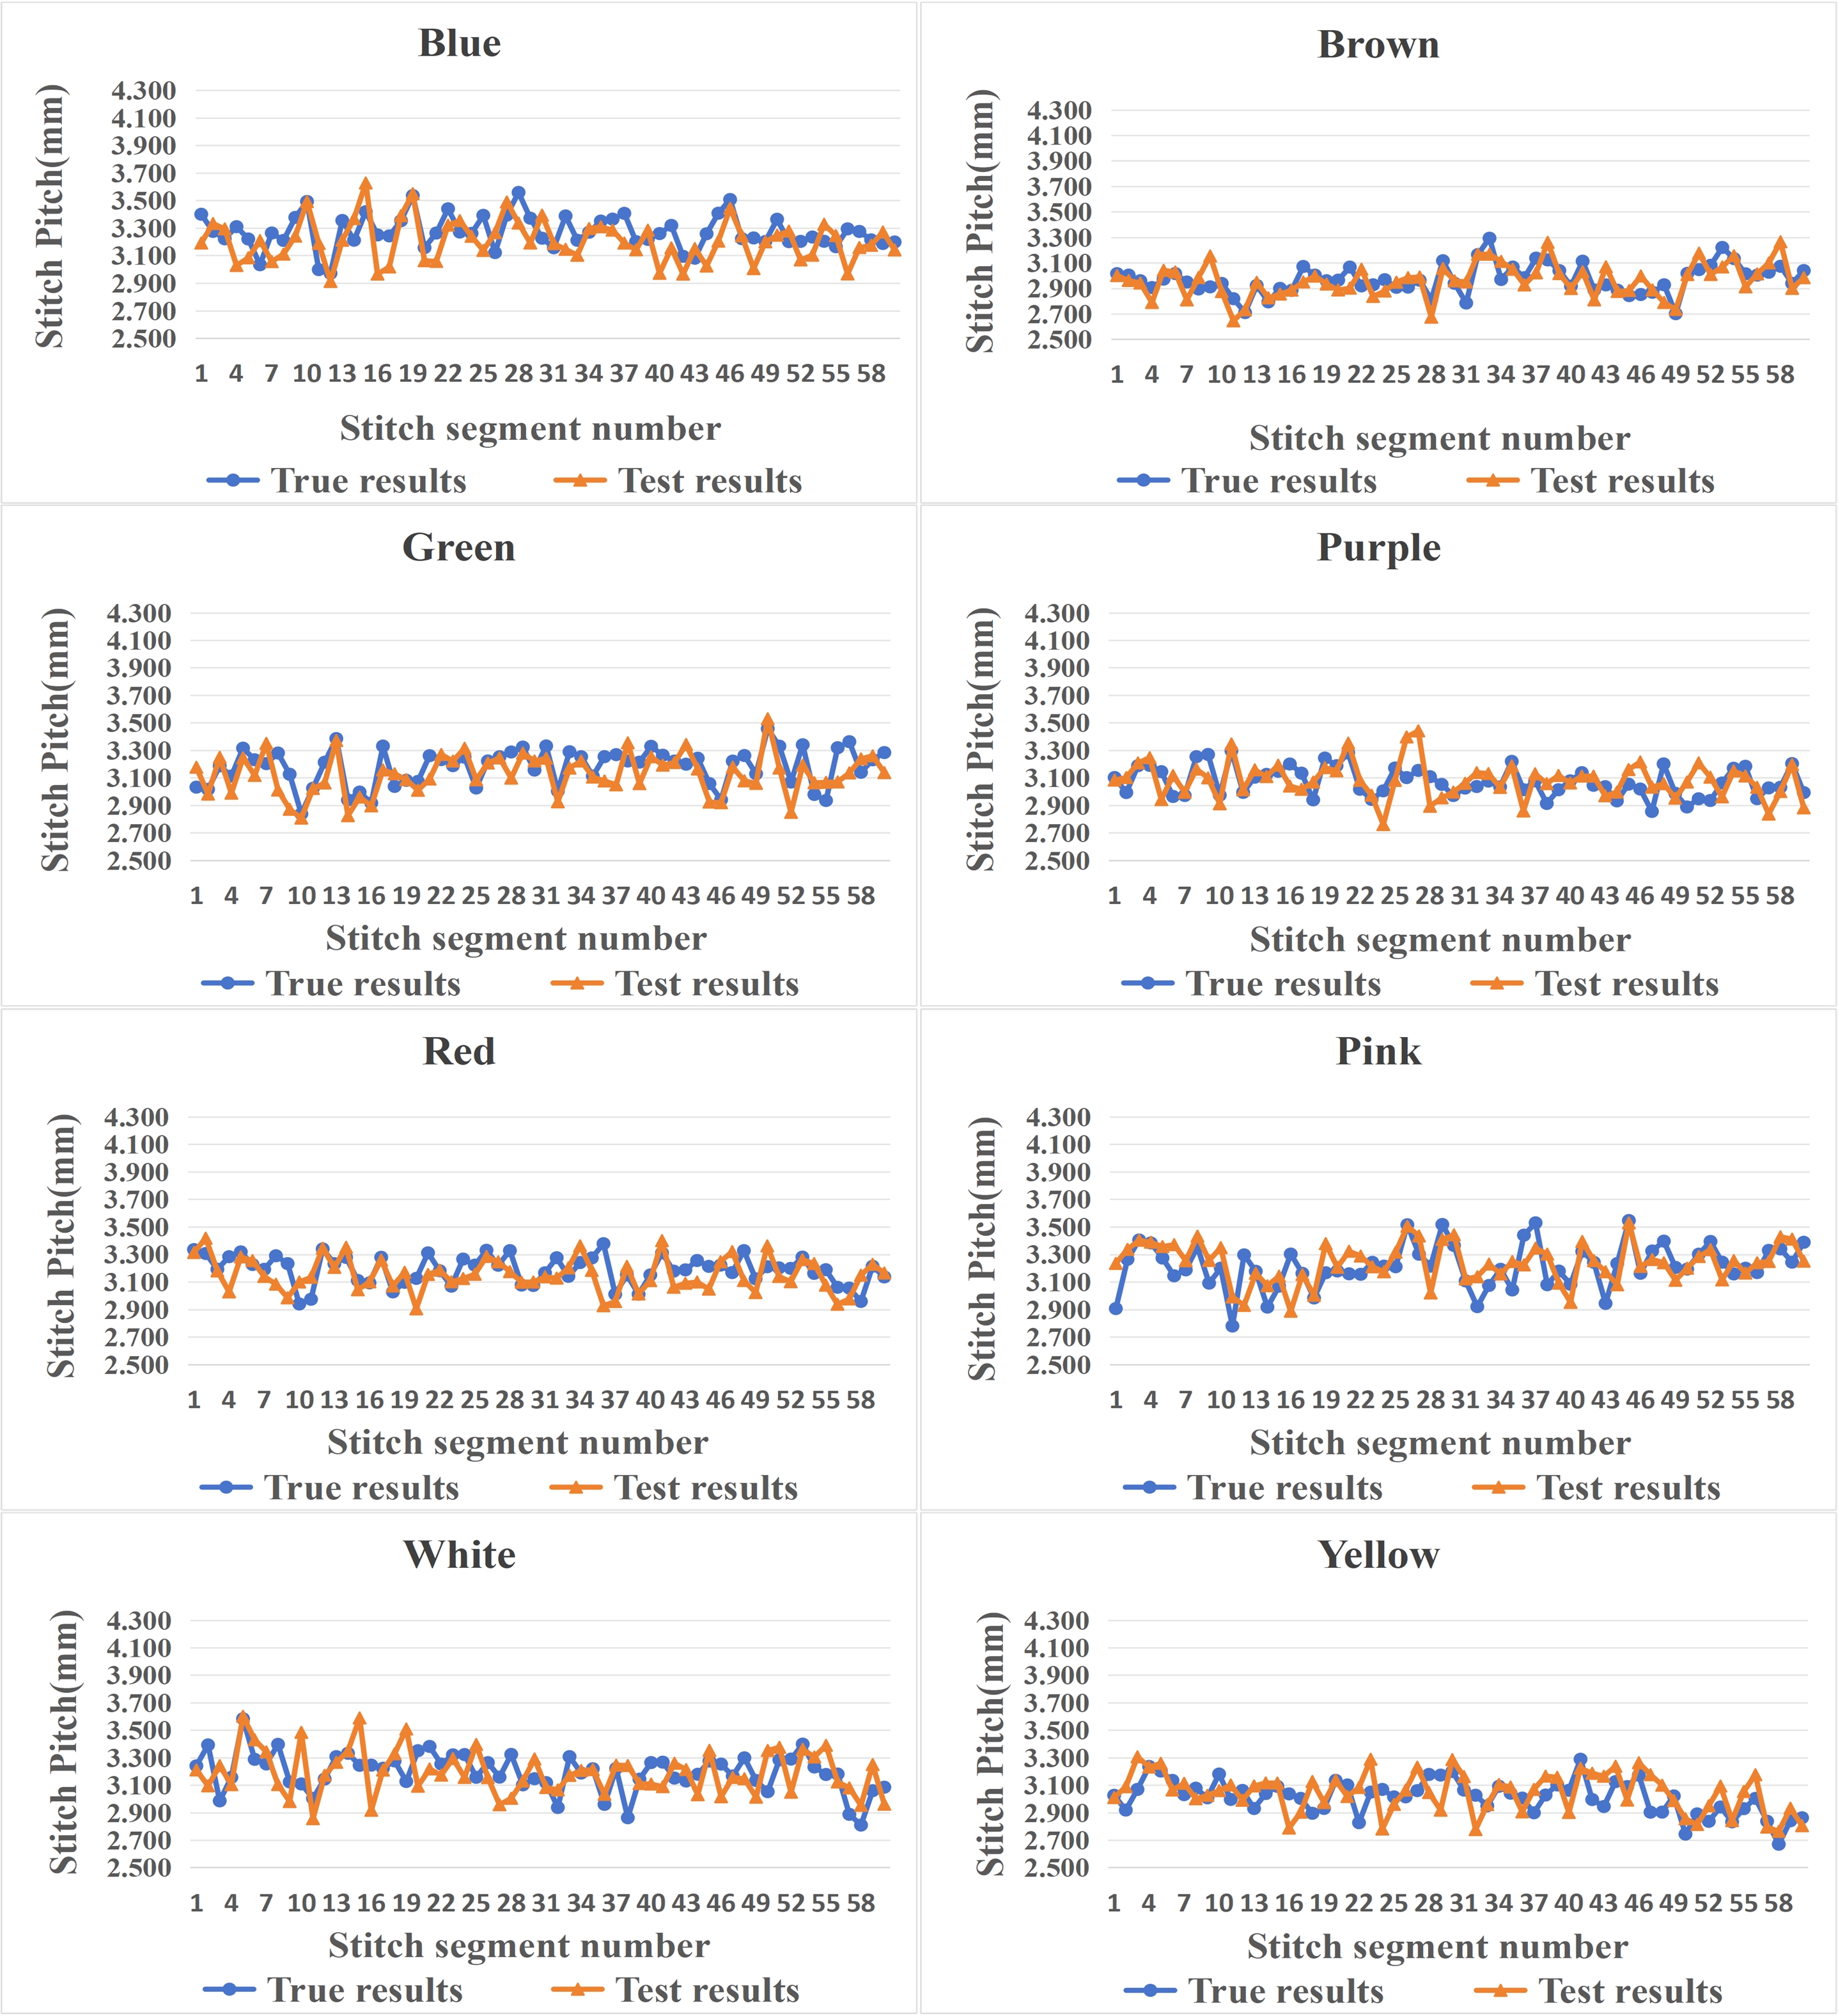 Blue
Stitch Pitch(mm)
4.300
4.100
3.900
3.700
3.500
3.300
3.100
2.900
2.700
2.500
1 4 7 10 13 16 19 22 25 28 31 34 37 40 43 46 49 52 55 58
Stitch segment number
True results Test results
Brown
Stitch Pitch(mm)
4.300
4.100
3.900
3.700
3.500
3.300
3.100
2.900
2.700
2.500
1 4 7 10 13 16 19 22 25 28 31 34 37 40 43 46 49 52 55 58
Stitch segment number
True results Test results
Green
Stitch Pitch(mm)
4.300
4.100
3.900
3.700
3.500
3.300
3.100
2.900
2.700
2.500
1 4 7 10 13 16 19 22 25 28 31 34 37 40 43 46 49 52 55 58
Stitch segment number
True results Test results
Purple
Stitch Pitch(mm)
4.300
4.100
3.900
3.700
3.500
3.300
3.100
2.900
2.700
2.500
1 4 7 10 13 16 19 22 25 28 31 34 37 40 43 46 49 52 55 58
Stitch segment number
True results Test results
Red
Stitch Pitch(mm)
4.300
4.100
3.900
3.700
3.500
3.300
3.100
2.900
2.700
2.500
1 4 7 10 13 16 19 22 25 28 31 34 37 40 43 46 49 52 55 58
Stitch segment number
True results Test results
Pink
Stitch Pitch(mm)
4.300
4.100
3.900
3.700
3.500
3.300
3.100
2.900
2.700
2.500
1 4 7 10 13 16 19 22 25 28 31 34 37 40 43 46 49 52 55 58
Stitch segment number
True results Test results
White
Stitch Pitch(mm)
4.300
4.100
3.900
3.700
3.500
3.300
3.100
2.900
2.700
2.500
1 4 7 10 13 16 19 22 25 28 31 34 37 40 43 46 49 52 55 58
Stitch segment number
True results Test results
Yellow
Stitch Pitch(mm)
4.300
4.100
3.900
3.700
3.500
3.300
3.100
2.900
2.700
2.500
1 4 7 10 13 16 19 22 25 28 31 34 37 40 43 46 49 52 55 58
Stitch segment number
True results Test results